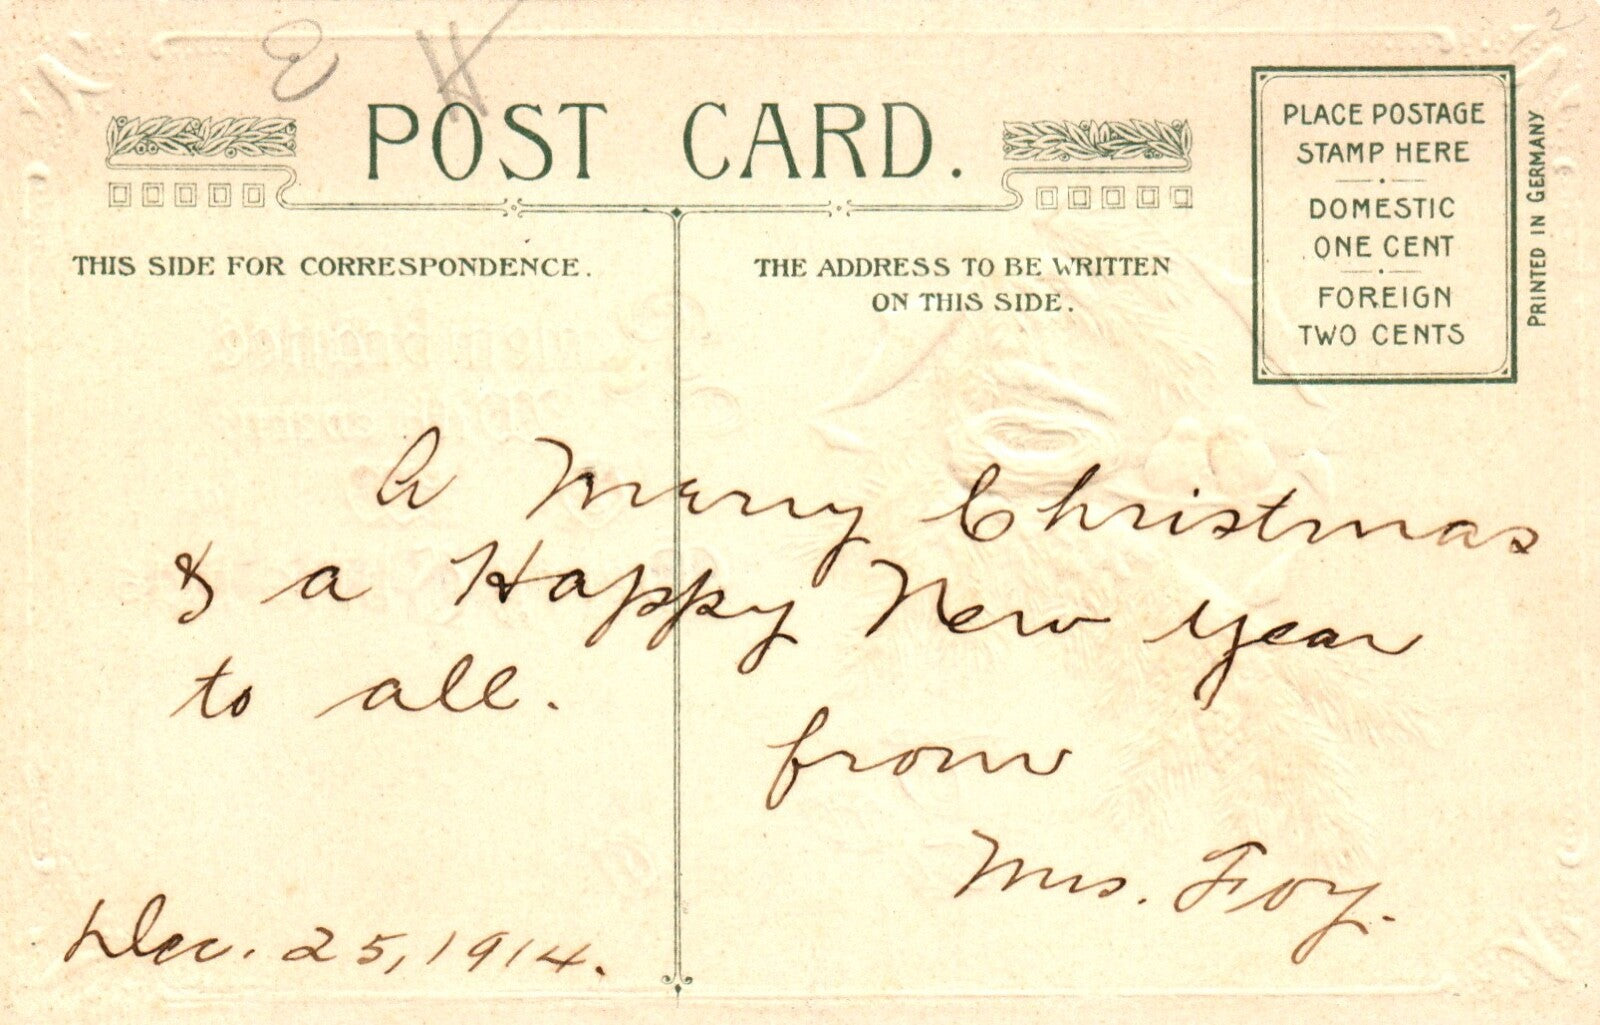 E H
2
POST CARD.
THIS SIDE FOR CORRESPONDENCE.
THE ADDRESS TO BE WRITTEN
ON THIS SIDE.
PLACE POSTAGE
STAMP HERE
DOMESTIC
ONE CENT
FOREIGN
TWO CENTS
PRINTED IN GERMANY
A Merry Christmas
& a Happy New Year
to all.
from
Mrs. Foy.
Dec. 25, 1914.